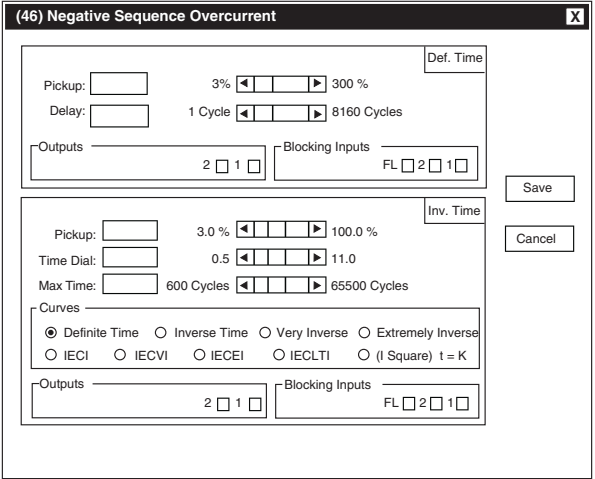 (46) Negative Sequence Overcurrent X
Def. Time
Pickup: 3% 300 %
Delay: 1 Cycle 8160 Cycles
Outputs Blocking Inputs
2 1 FL 2 1
Save
Inv. Time
Pickup: 3.0 % 100.0 %
Cancel
Time Dial: 0.5 11.0
Max Time: 600 Cycles 65500 Cycles
Curves
Definite Time Inverse Time Very Inverse Extremely Inverse
IECI IECVI IECEI IECLTI (I Square) t = K
Outputs Blocking Inputs
2 1 FL 2 1